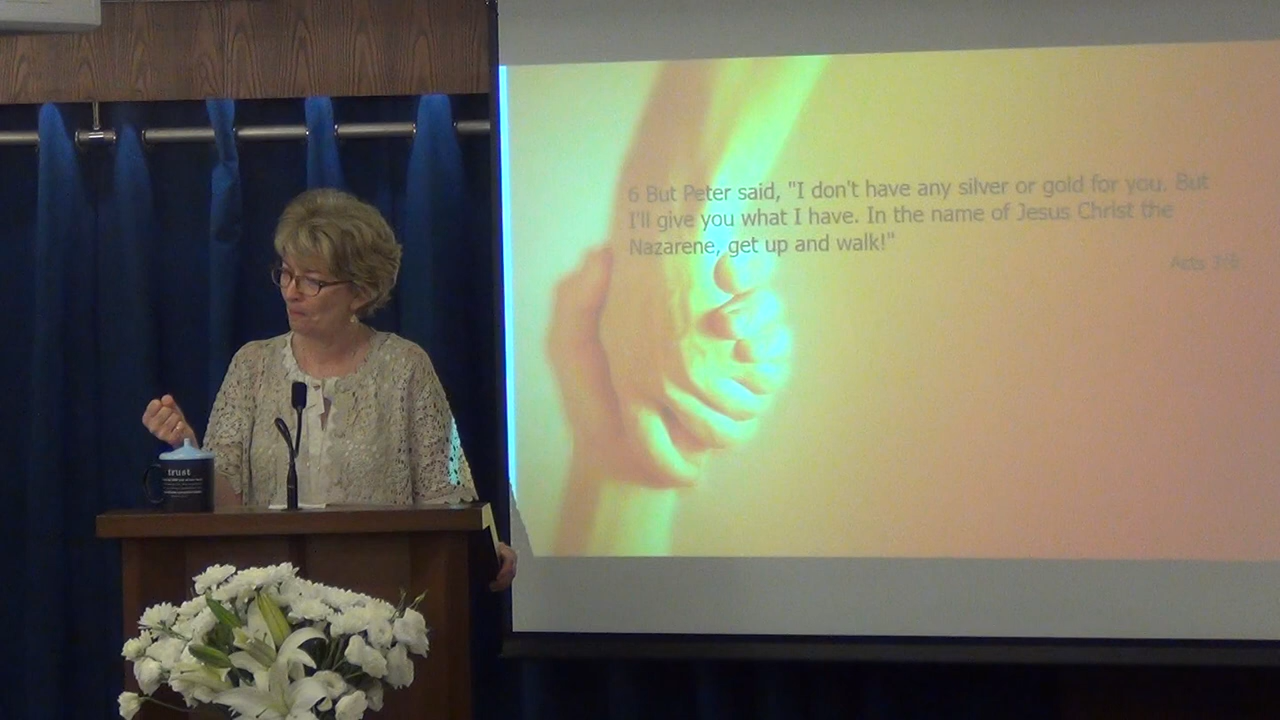 6 But Peter said, "I don't have any silver or gold for you. But
I'll give you what I have. In the name of Jesus Christ the
Nazarene, get up and walk!"
Acts 3:6
trust